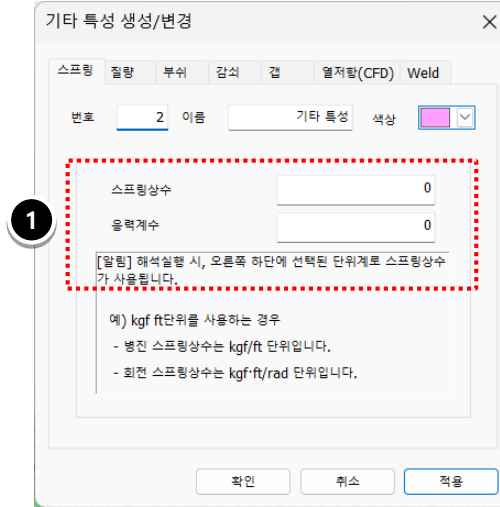 기타 특성 생성/변경
스프링 질량 부쉬 감쇠 갭 열저항(CFD) Weld
번호 2 이름 기타 특성 색상
스프링상수 0
1
응력계수 0
[알림] 해석실행 시, 오른쪽 하단에 선택된 단위계로 스프링상수
가 사용됩니다.
예) kgf ft단위를 사용하는 경우
- 병진 스프링상수는 kgf/ft 단위입니다.
- 회전 스프링상수는 kgf·ft/rad 단위입니다.
확인 취소 적용